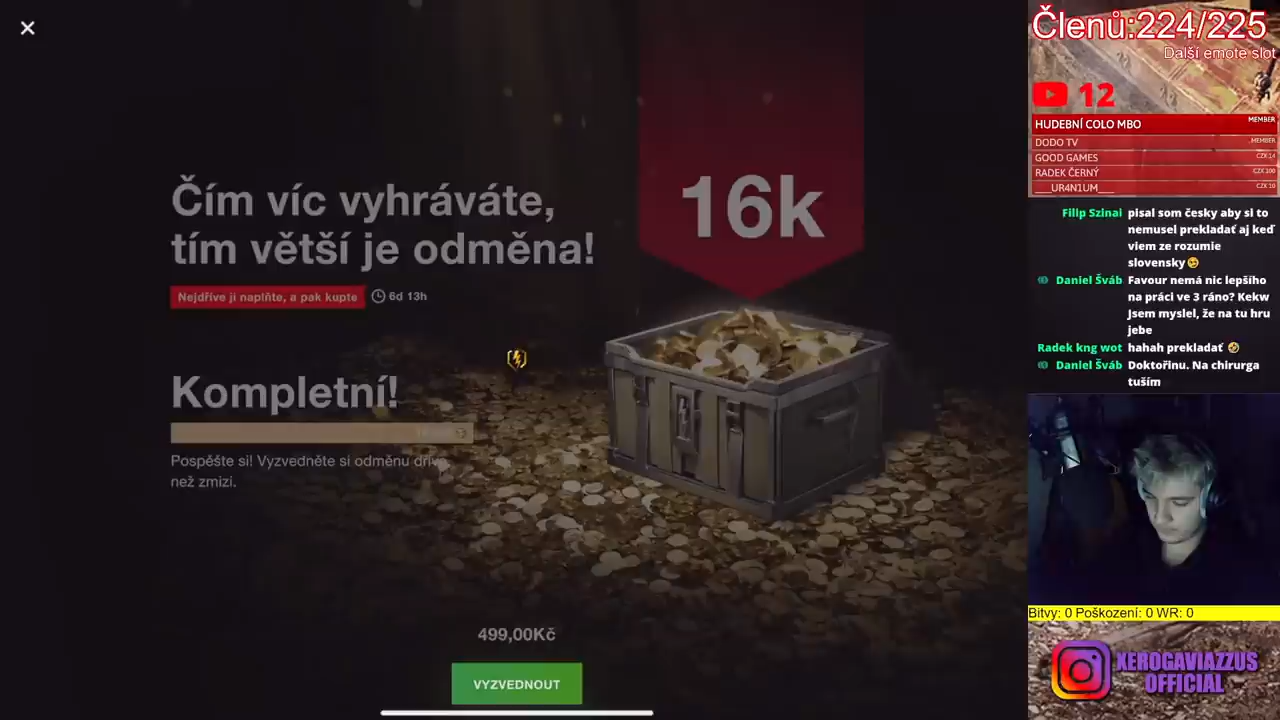 Čím víc vyhráváte,
tím větší je odměna!
Nejdříve ji naplňte, a pak kupte
6d 13h
16k
Kompletní!
Pospěšte si! Vyzvedněte si odměnu dřív,
než zmizí.
499,00Kč
VYZVEDNOUT
Členů:224/225
Další emote slot
12
HUDEBNÍ COLO MBO MEMBER
DODO TV MEMBER
GOOD GAMES CZK 14
RADEK ČERNÝ CZK 100
___UR4N1UM___ CZK 10
Filip Szinai pisal som česky aby si to
nemusel prekladať aj keď
viem ze rozumie
slovensky
Daniel Šváb Favour nemá nic lepšího
na práci ve 3 ráno? Kekw
Jsem myslel, že na tu hru
jebe
Radek kng wot hahah prekladať
Daniel Šváb Doktořinu. Na chirurga
tuším
Bitvy: 0 Poškození: 0 WR: 0
XEROGAVIAZZUS
OFFICIAL